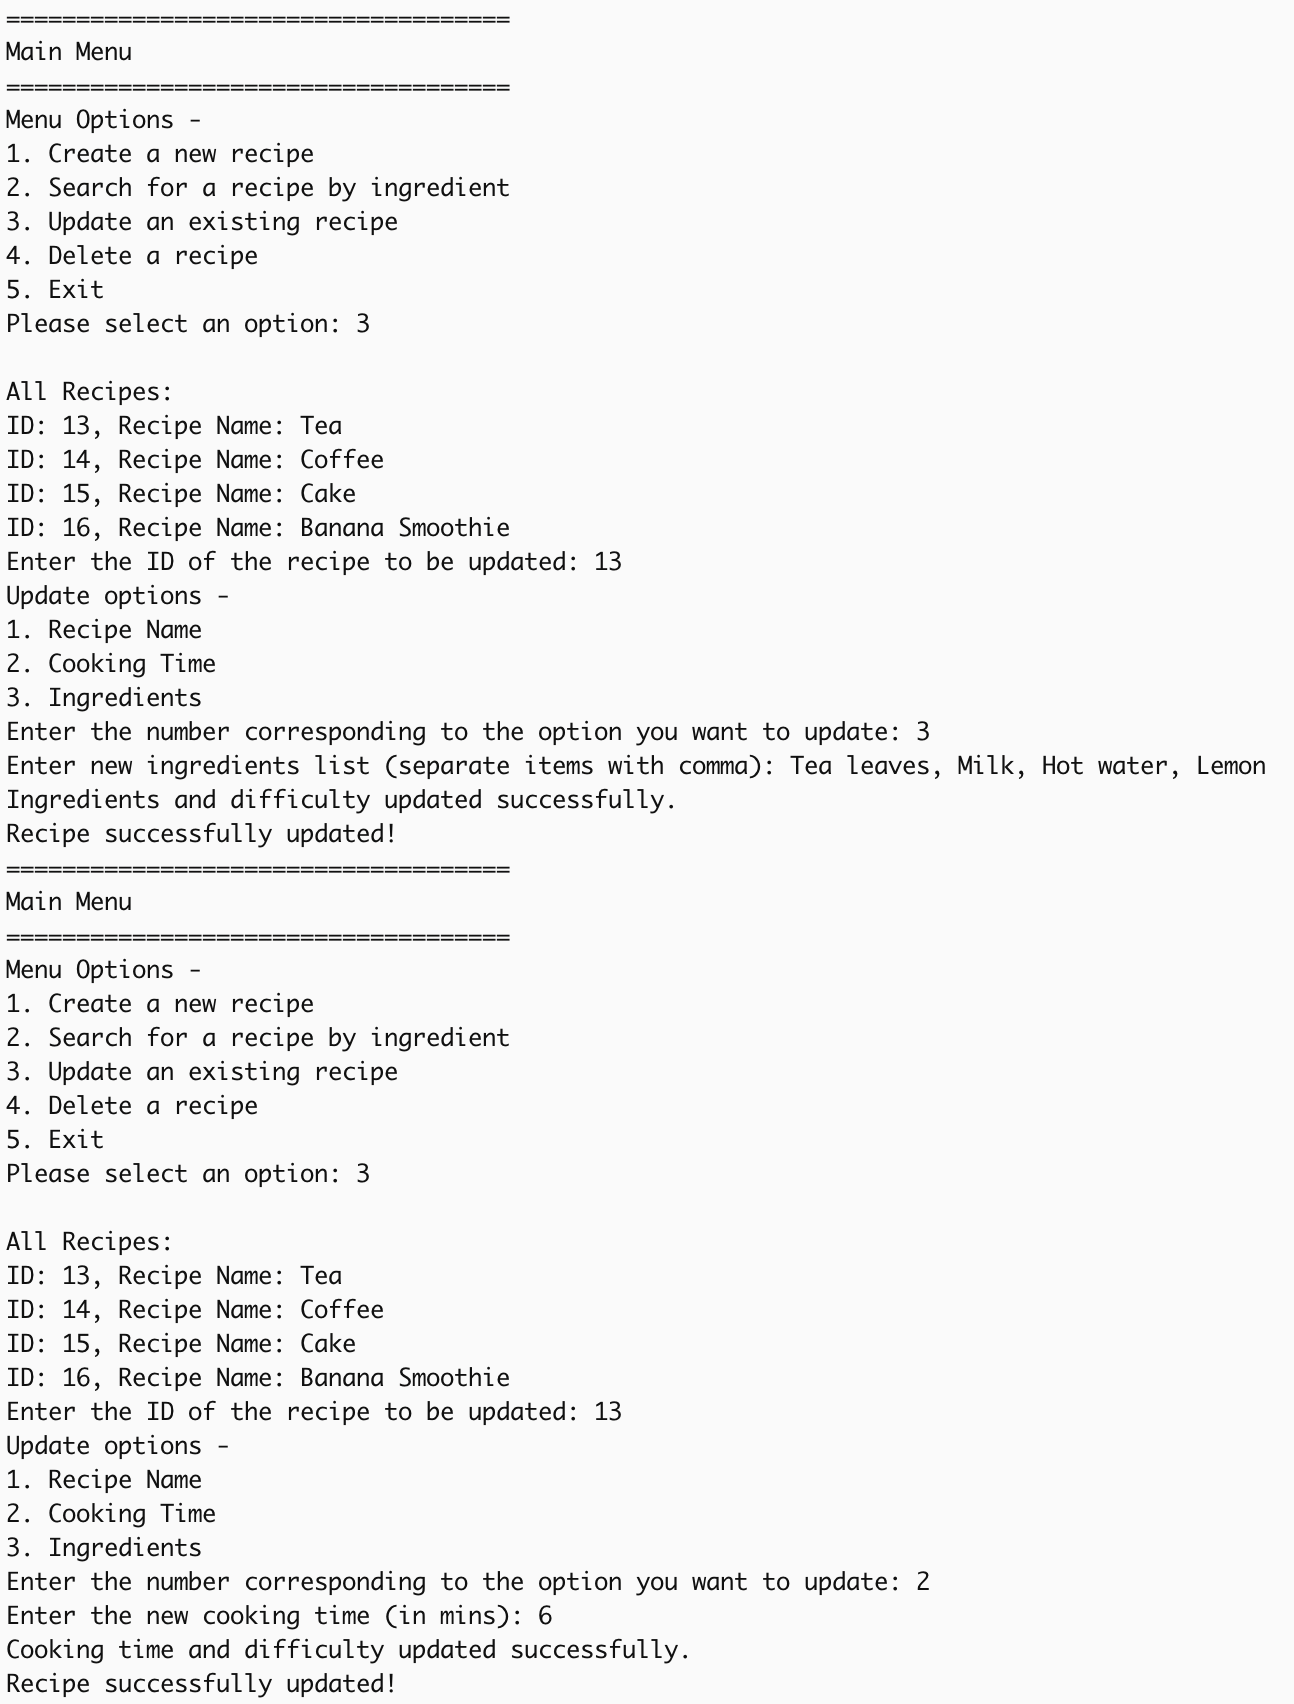 ====================================
Main Menu
====================================
Menu Options -
1. Create a new recipe
2. Search for a recipe by ingredient
3. Update an existing recipe
4. Delete a recipe
5. Exit
Please select an option: 3

All Recipes:
ID: 13, Recipe Name: Tea
ID: 14, Recipe Name: Coffee
ID: 15, Recipe Name: Cake
ID: 16, Recipe Name: Banana Smoothie
Enter the ID of the recipe to be updated: 13
Update options -
1. Recipe Name
2. Cooking Time
3. Ingredients
Enter the number corresponding to the option you want to update: 3
Enter new ingredients list (separate items with comma): Tea leaves, Milk, Hot water, Lemon
Ingredients and difficulty updated successfully.
Recipe successfully updated!
====================================
Main Menu
====================================
Menu Options -
1. Create a new recipe
2. Search for a recipe by ingredient
3. Update an existing recipe
4. Delete a recipe
5. Exit
Please select an option: 3

All Recipes:
ID: 13, Recipe Name: Tea
ID: 14, Recipe Name: Coffee
ID: 15, Recipe Name: Cake
ID: 16, Recipe Name: Banana Smoothie
Enter the ID of the recipe to be updated: 13
Update options -
1. Recipe Name
2. Cooking Time
3. Ingredients
Enter the number corresponding to the option you want to update: 2
Enter the new cooking time (in mins): 6
Cooking time and difficulty updated successfully.
Recipe successfully updated!